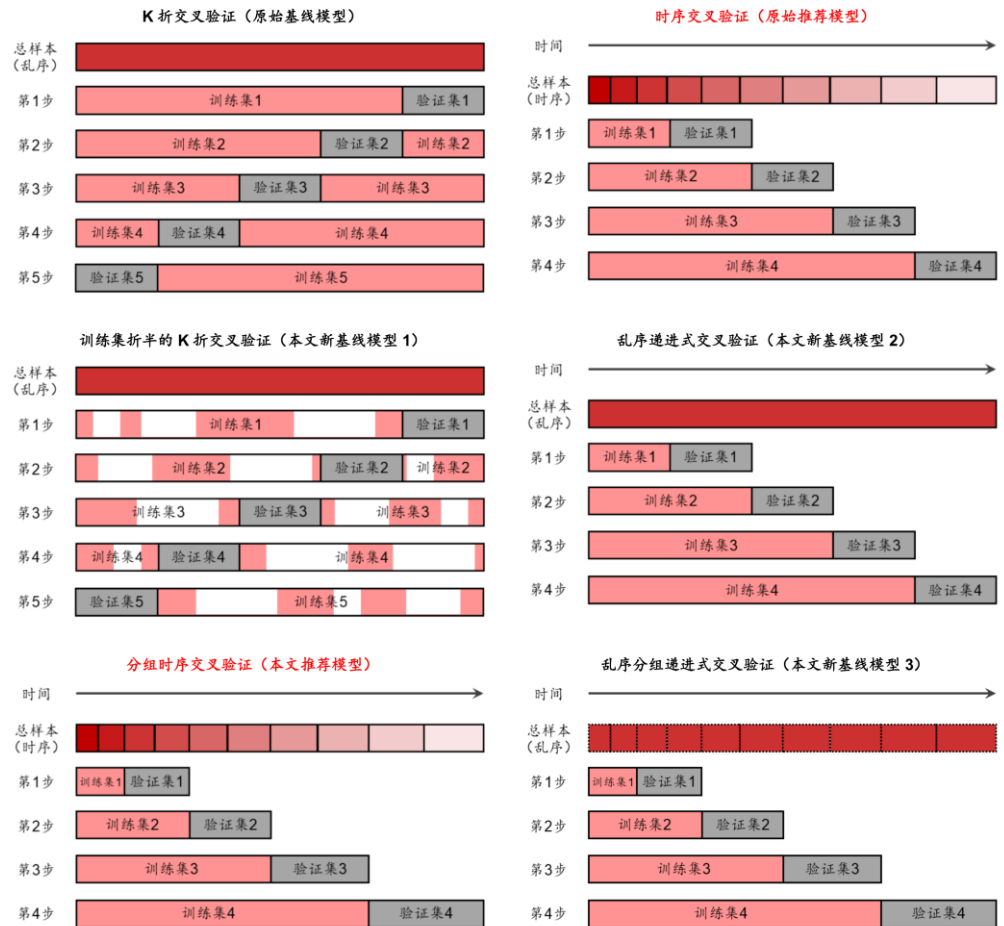 K 折交叉验证（原始基线模型）
总样本
（乱序）
第1步
训练集1
验证集1
第2步
训练集2
验证集2
训练集2
第3步
训练集3
验证集3
训练集3
第4步
训练集4
验证集4
训练集4
第5步
验证集5
训练集5
时序交叉验证（原始推荐模型）
时间
总样本
（时序）
第1步
训练集1
验证集1
第2步
训练集2
验证集2
第3步
训练集3
验证集3
第4步
训练集4
验证集4
训练集折半的 K 折交叉验证（本文新基线模型 1）
总样本
（乱序）
第1步
训练集1
验证集1
第2步
训练集2
验证集2
训练集2
第3步
训练集3
验证集3
训练集3
第4步
训练集4
验证集4
训练集4
第5步
验证集5
训练集5
乱序递进式交叉验证（本文新基线模型 2）
时间
总样本
（乱序）
第1步
训练集1
验证集1
第2步
训练集2
验证集2
第3步
训练集3
验证集3
第4步
训练集4
验证集4
分组时序交叉验证（本文推荐模型）
时间
总样本
（时序）
第1步
训练集1
验证集1
第2步
训练集2
验证集2
第3步
训练集3
验证集3
第4步
训练集4
验证集4
乱序分组递进式交叉验证（本文新基线模型 3）
时间
总样本
（乱序）
第1步
训练集1
验证集1
第2步
训练集2
验证集2
第3步
训练集3
验证集3
第4步
训练集4
验证集4